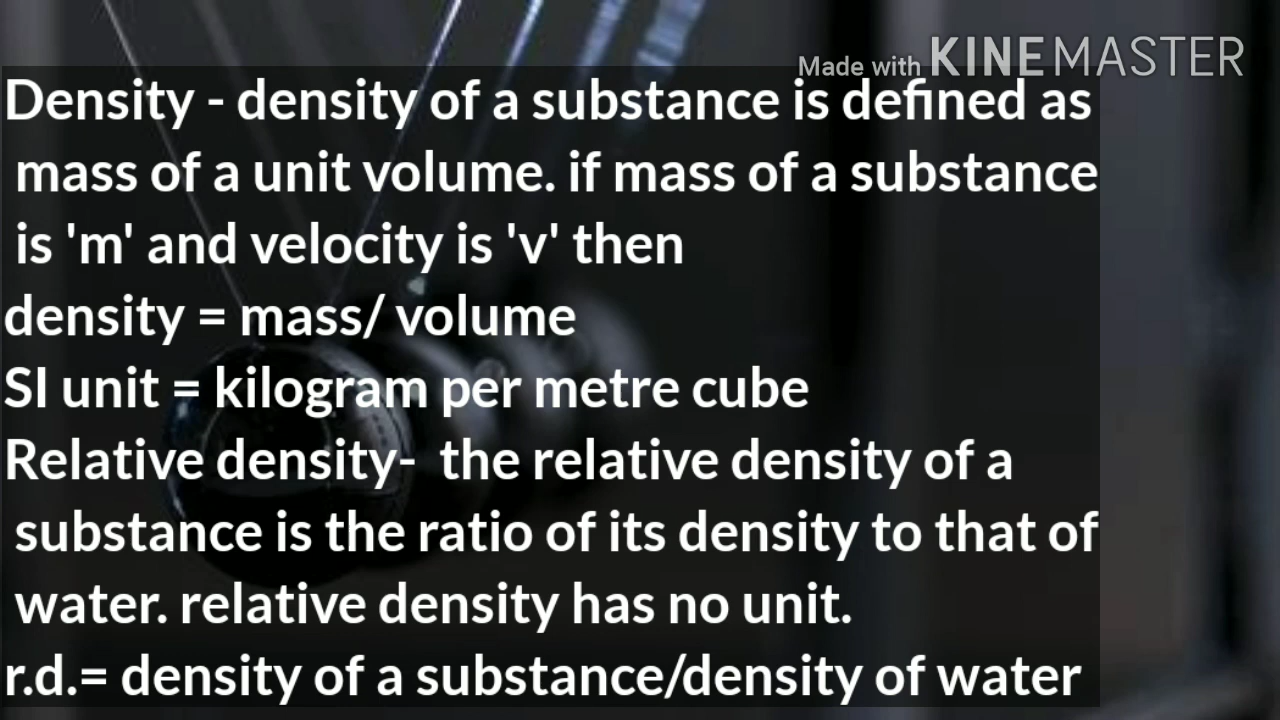 Made with KINEMASTER
Density - density of a substance is defined as
mass of a unit volume. if mass of a substance
is 'm' and velocity is 'v' then
density = mass/ volume
SI unit = kilogram per metre cube
Relative density-  the relative density of a
substance is the ratio of its density to that of
water. relative density has no unit.
r.d.= density of a substance/density of water